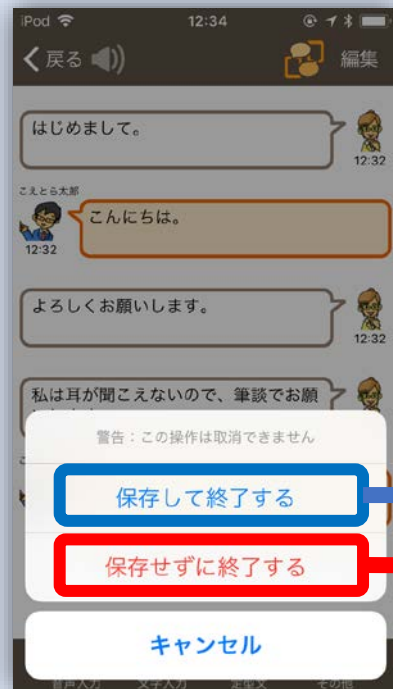 iPod 12:34
戻る 編集
はじめまして。
12:32
こえとら太郎
こんにちは。
12:32
よろしくお願いします。
12:32
私は耳が聞こえないので、筆談でお願
警告：この操作は取消できません
保存して終了する
保存せずに終了する
キャンセル
音声入力 文字入力 定型文 その他